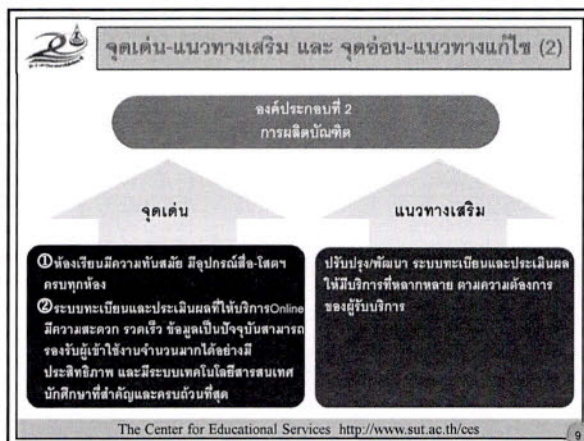 จุดเด่น-แนวทางเสริม และ จุดอ่อน-แนวทางแก้ไข (2)
องค์ประกอบที่ 2
การผลิตบัณฑิต
จุดเด่น
①ห้องเรียนมีความทันสมัย มีอุปกรณ์สื่อ-โสตฯ
ครบทุกห้อง
②ระบบทะเบียนและประเมินผลที่ให้บริการOnline
มีความสะดวก รวดเร็ว ข้อมูลเป็นปัจจุบันสามารถ
รองรับผู้เข้าใช้งานจำนวนมากได้อย่างมี
ประสิทธิภาพ และมีระบบเทคโนโลยีสารสนเทศ
นักศึกษาที่สำคัญและครบถ้วนที่สุด
แนวทางเสริม
ปรับปรุง/พัฒนา ระบบทะเบียนและประเมินผล
ให้มีบริการที่หลากหลาย ตามความต้องการ
ของผู้รับบริการ
The Center for Educational Services http://www.sut.ac.th/ces
9